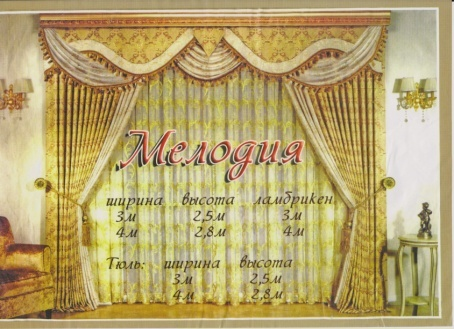 Мелодия
ширина высота ламбрикен
3м 2,5м 3м
4м 2,8м 4м
Тюль: ширина высота
3м 2,5м
4м 2,8м